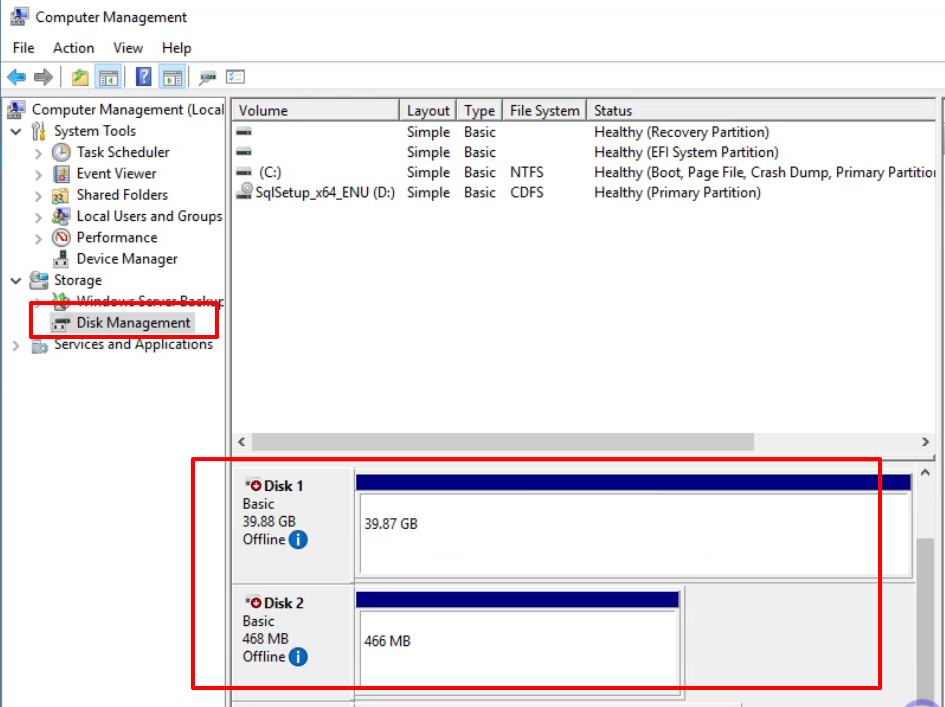 Computer Management
File Action View Help
Computer Management (Local
System Tools
Task Scheduler
Event Viewer
Shared Folders
Local Users and Groups
Performance
Device Manager
Storage
Windows Server Backup
Disk Management
Services and Applications
Volume Layout Type File System Status
Simple Basic Healthy (Recovery Partition)
Simple Basic Healthy (EFI System Partition)
(C:) Simple Basic NTFS Healthy (Boot, Page File, Crash Dump, Primary Partition
SqlSetup_x64_ENU (D:) Simple Basic CDFS Healthy (Primary Partition)
Disk 1
Basic
39.88 GB
Offline
39.87 GB
Disk 2
Basic
468 MB
Offline
466 MB